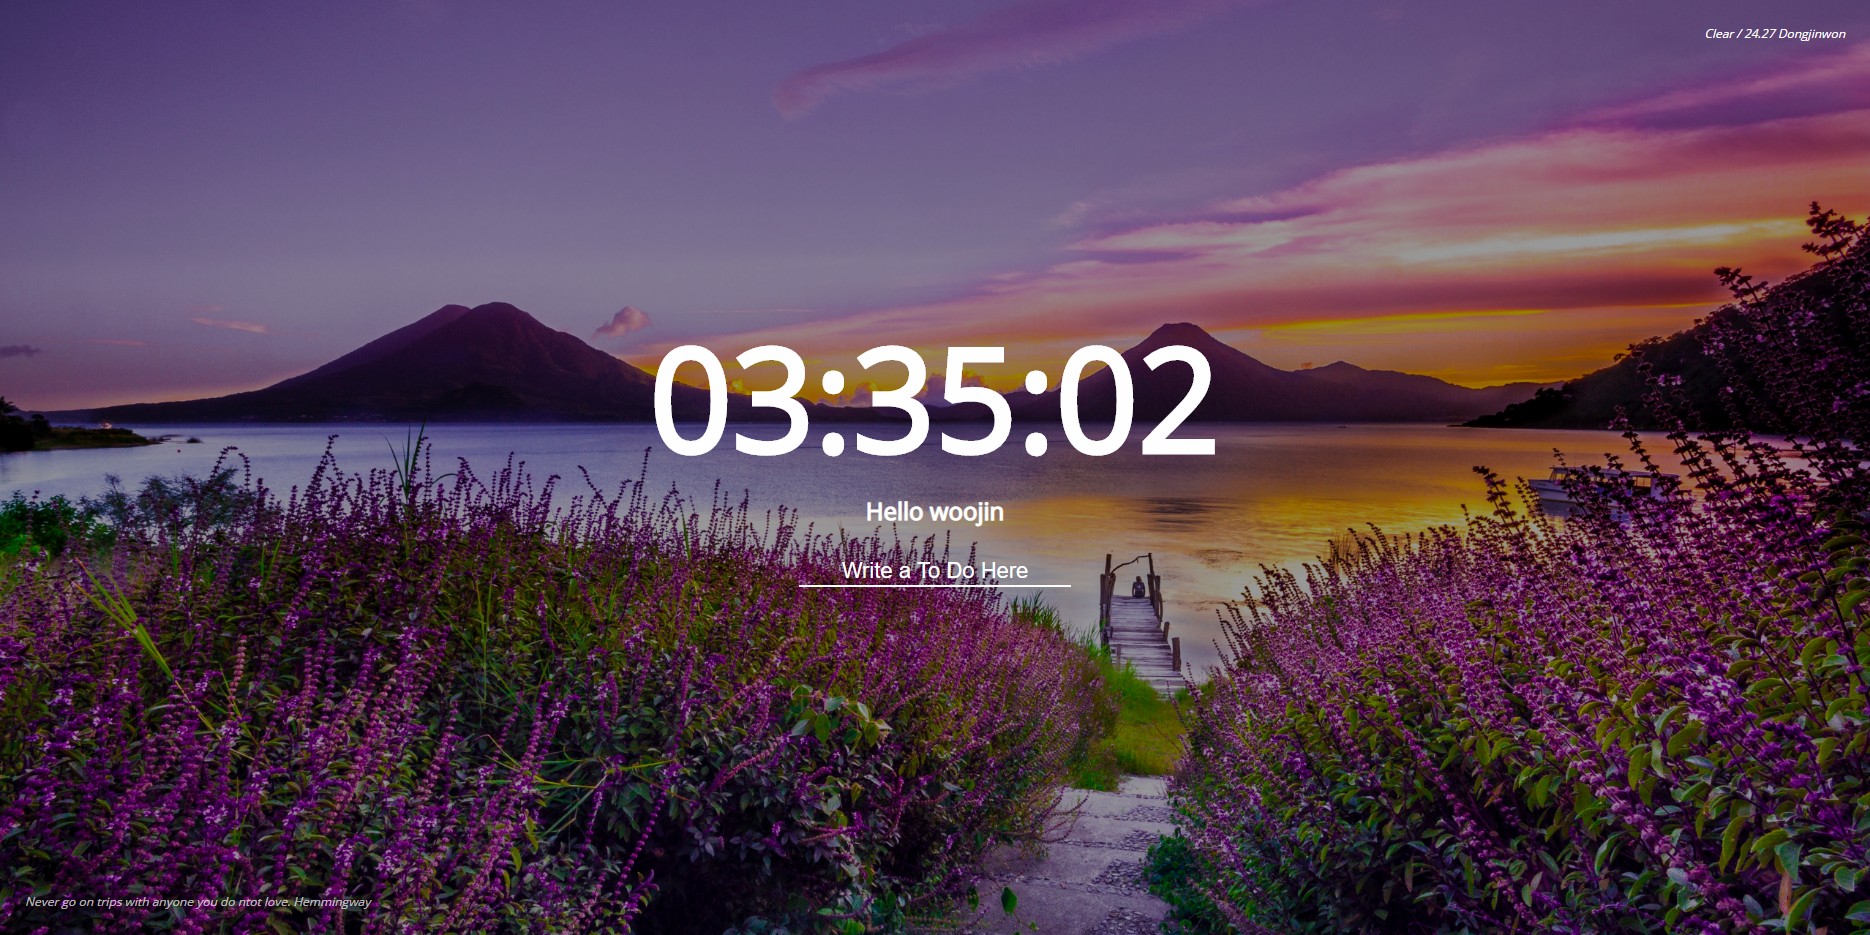 Clear / 24.27 Dongjinwon
03:35:02
Hello woojin
Write a To Do Here
Never go on trips with anyone you do ntot love. Hemmingway